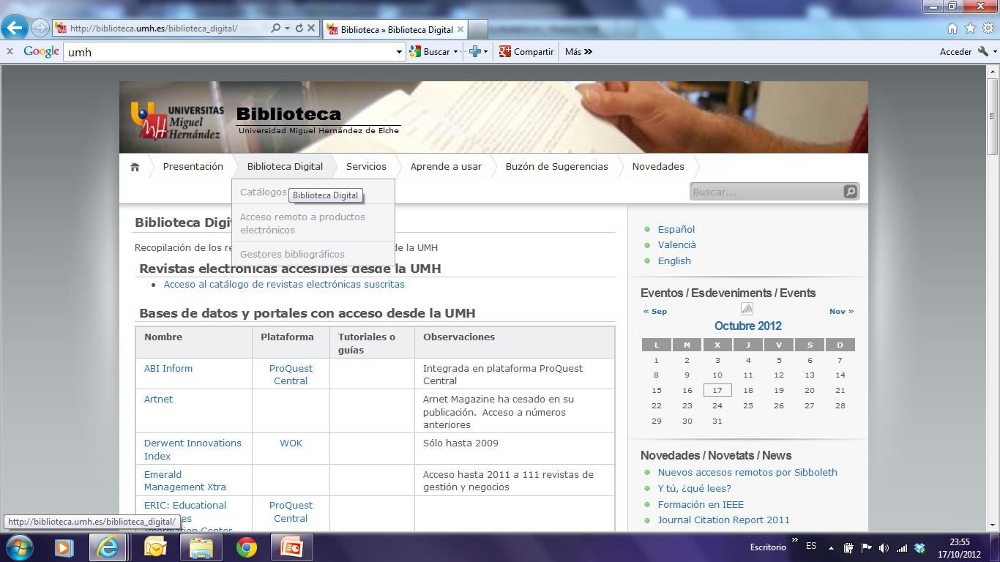 http://biblioteca.umh.es/biblioteca_digital/
Biblioteca » Biblioteca Digital
x Google umh Buscar Compartir Más » Acceder
UNIVERSITAS
Miguel
Hernández
Biblioteca
Universidad Miguel Hernández de Elche
Presentación Biblioteca Digital Servicios Aprende a usar Buzón de Sugerencias Novedades
Catálogos
Biblioteca Digital
Acceso remoto a productos
electrónicos
Gestores bibliográficos
Buscar...
Biblioteca
Recopilación de los de la UMH
Revistas electrónicas accesibles desde la UMH
• Acceso al catálogo de revistas electrónicas suscritas
Bases de datos y portales con acceso desde la UMH
Nombre Plataforma Tutoriales o guías Observaciones
ABI Inform ProQuest Central Integrada en plataforma ProQuest
Central
Artnet Arnet Magazine ha cesado en su
publicación. Acceso a números
anteriores
Derwent Innovations WOK Sólo hasta 2009
Index
Emerald Acceso hasta 2011 a 111 revistas de
Management Xtra gestión y negocios
ERIC: Educational ProQuest
Central
Information Center
Español
Valencià
English
Eventos / Esdeveniments / Events
« Sep Nov »
Octubre 2012
L M X J V S D
1 2 3 4 5 6 7
8 9 10 11 12 13 14
15 16 17 18 19 20 21
22 23 24 25 26 27 28
29 30 31
Novedades / Novetats / News
Nuevos accesos remotos por Sibboleth
Y tú, ¿qué lees?
Formación en IEEE
Journal Citation Report 2011
http://biblioteca.umh.es/biblioteca_digital/
Escritorio » ES 23:55
17/10/2012